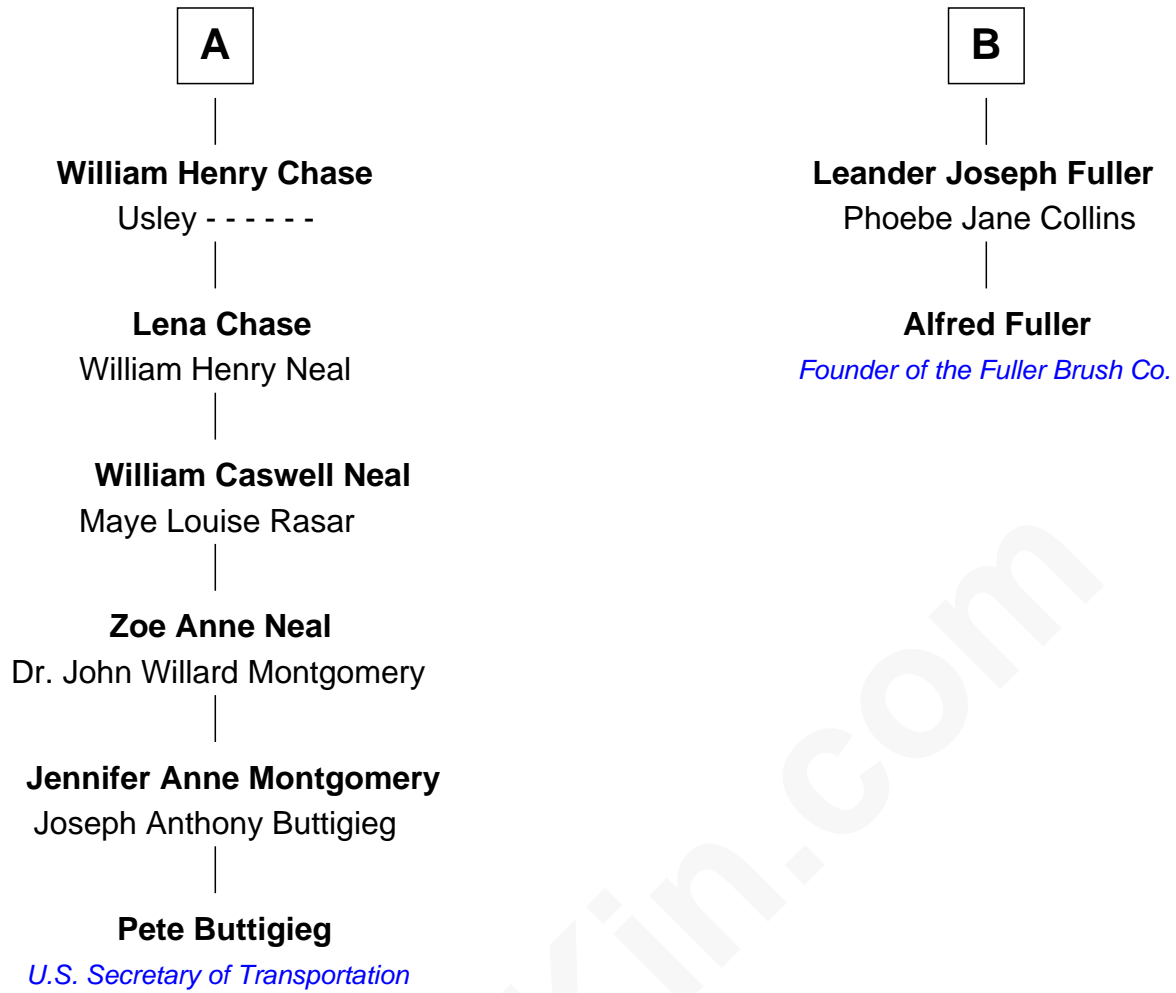 A
William Henry Chase
Usley - - - - - -
Lena Chase
William Henry Neal
William Caswell Neal
Maye Louise Rasar
Zoe Anne Neal
Dr. John Willard Montgomery
Jennifer Anne Montgomery
Joseph Anthony Buttigieg
Pete Buttigieg
U.S. Secretary of Transportation
B
Leander Joseph Fuller
Phoebe Jane Collins
Alfred Fuller
Founder of the Fuller Brush Co.
kin.com